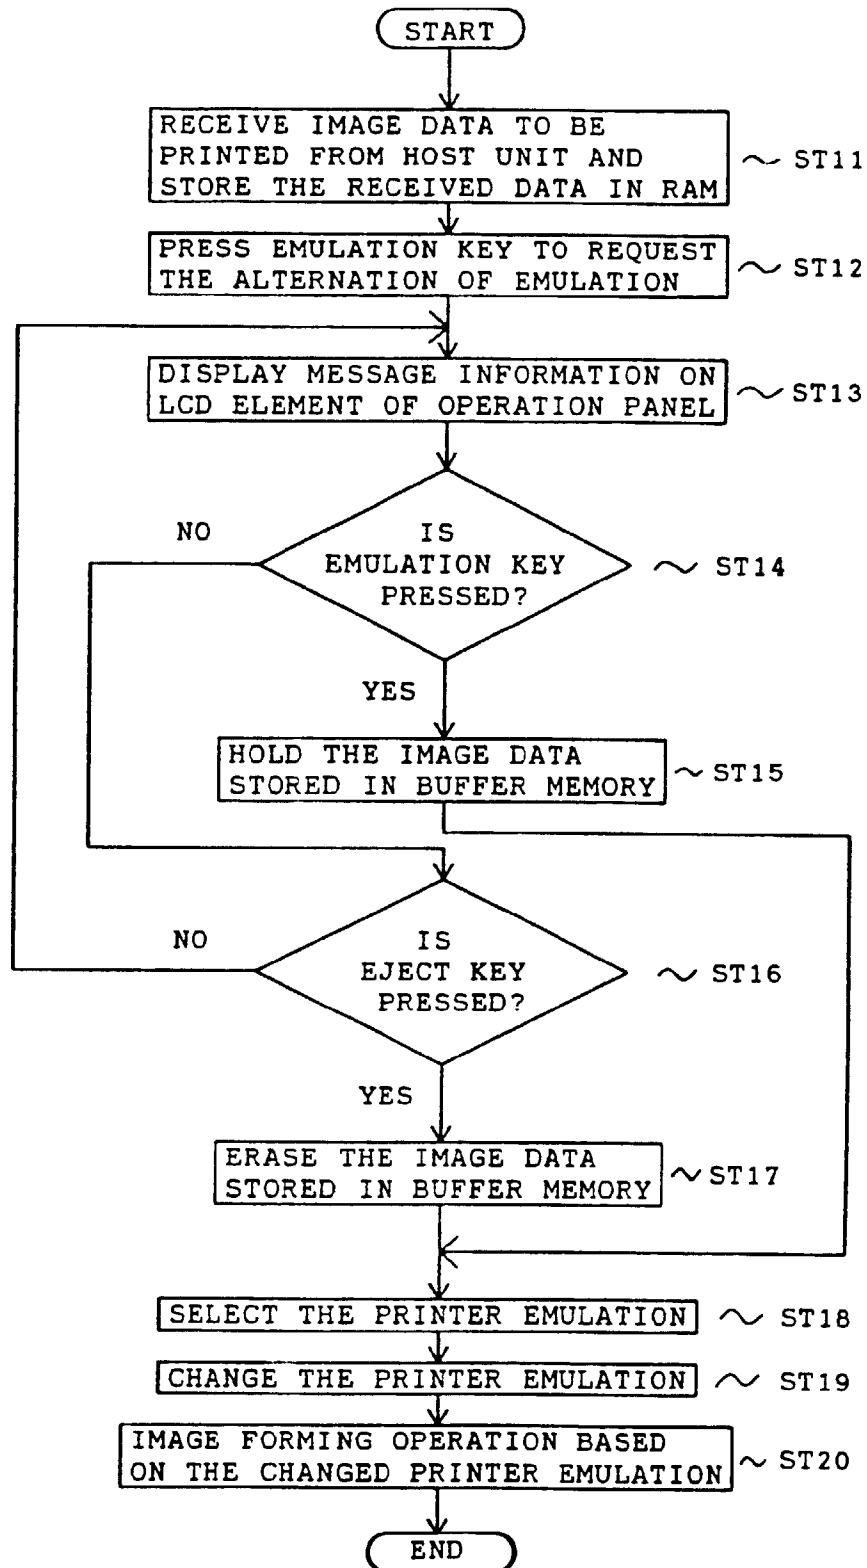 START
RECEIVE IMAGE DATA TO BE
PRINTED FROM HOST UNIT AND
STORE THE RECEIVED DATA IN RAM
ST11
PRESS EMULATION KEY TO REQUEST
THE ALTERNATION OF EMULATION
ST12
DISPLAY MESSAGE INFORMATION ON
LCD ELEMENT OF OPERATION PANEL
ST13
NO
IS
EMULATION KEY
PRESSED?
ST14
YES
HOLD THE IMAGE DATA
STORED IN BUFFER MEMORY
ST15
NO
IS
EJECT KEY
PRESSED?
ST16
YES
ERASE THE IMAGE DATA
STORED IN BUFFER MEMORY
ST17
SELECT THE PRINTER EMULATION
ST18
CHANGE THE PRINTER EMULATION
ST19
IMAGE FORMING OPERATION BASED
ON THE CHANGED PRINTER EMULATION
ST20
END